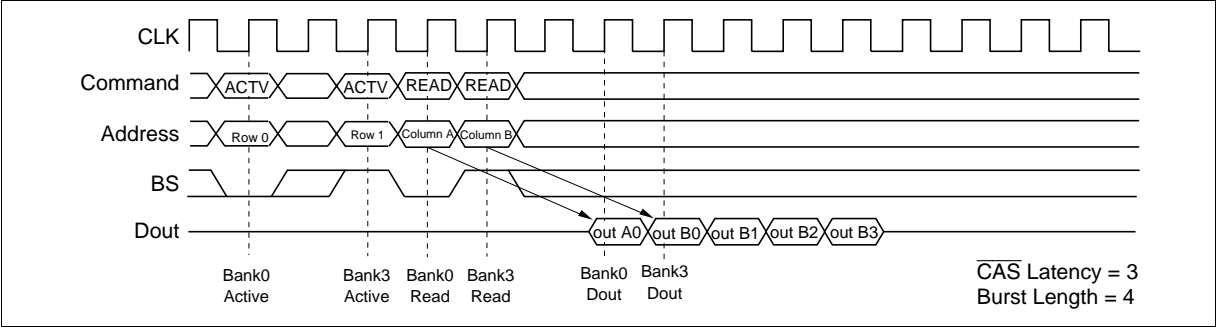 CLK
Command ACTV ACTV READ READ
Address Row 0 Row 1 Column A Column B
BS
Dout out A0 out B0 out B1 out B2 out B3
Bank0 Active
Bank3 Active
Bank0 Read
Bank3 Read
Bank0 Dout
Bank3 Dout
CAS Latency = 3
Burst Length = 4